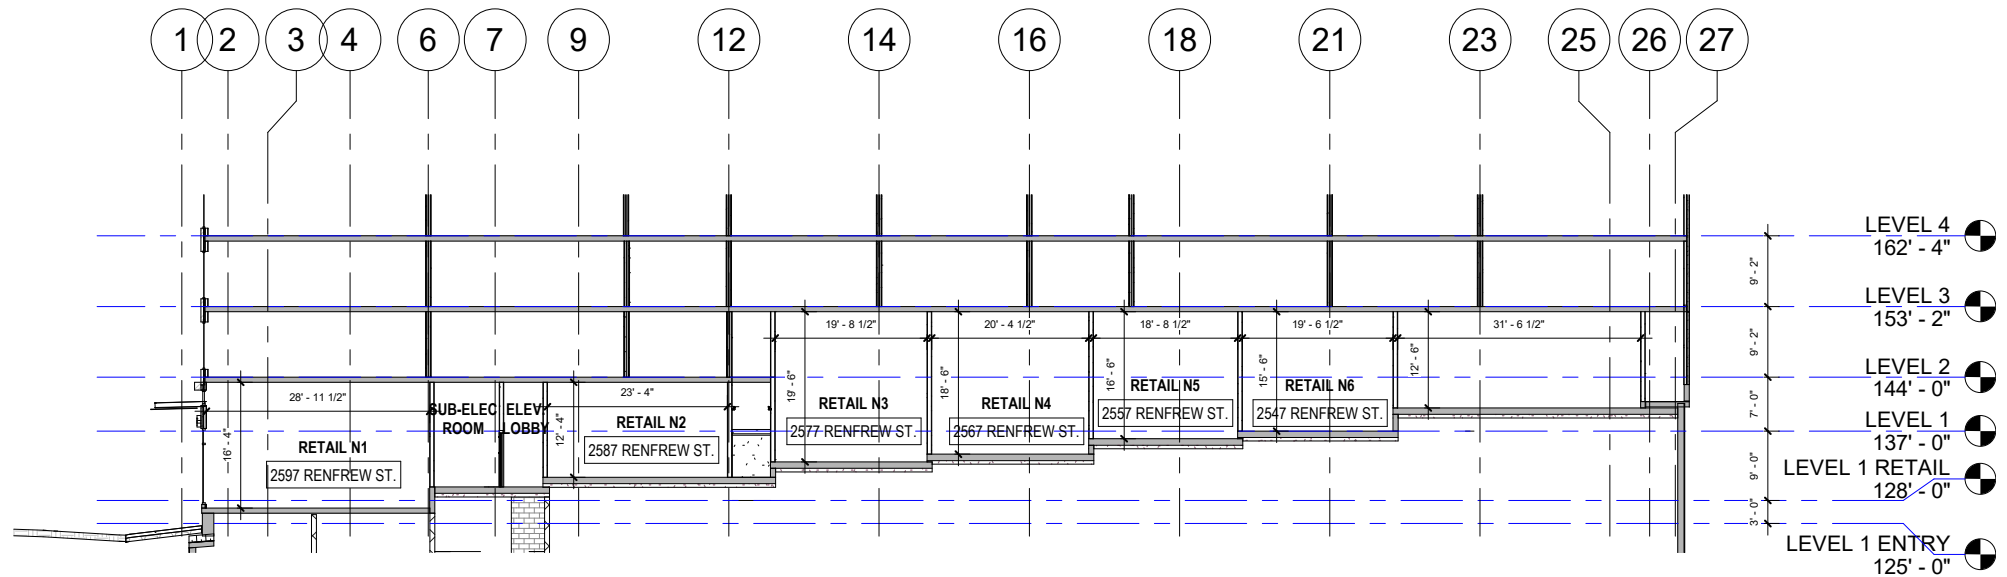 1 2 3 4 6 7 9 12 14 16 18 21 23 25 26 27
LEVEL 4
162' - 4"
9' - 2"
LEVEL 3
153' - 2"
19' - 8 1/2" 20' - 4 1/2" 18' - 8 1/2" 19' - 6 1/2" 31' - 6 1/2"
9' - 2"
19' - 6" 18' - 6" 16' - 6" 15' - 6" 12' - 6"
LEVEL 2
144' - 0"
28' - 11 1/2" 23' - 4"
RETAIL N5 RETAIL N6
2557 RENFREW ST. 2547 RENFREW ST.
RETAIL N3 RETAIL N4
2577 RENFREW ST. 2567 RENFREW ST.
7' - 0"
SUB-ELEC
ROOM
ELEV
LOBBY
RETAIL N2
2587 RENFREW ST.
12' - 4"
LEVEL 1
137' - 0"
16' - 4"
RETAIL N1
2597 RENFREW ST.
9' - 0"
LEVEL 1 RETAIL
128' - 0"
3' - 0"
LEVEL 1 ENTRY
125' - 0"